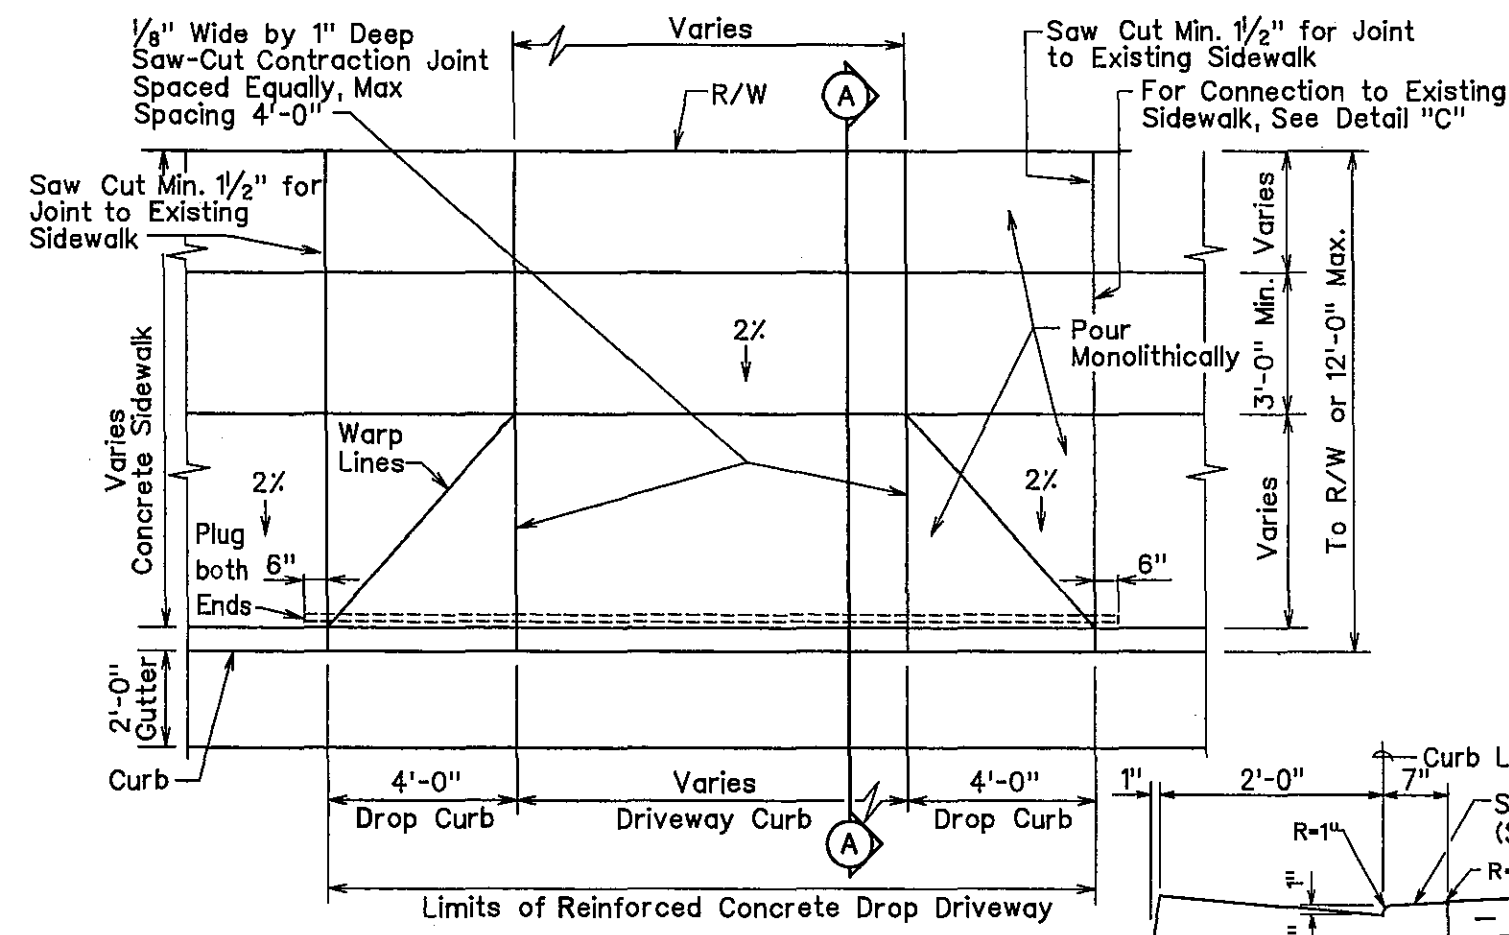 1/8" Wide by 1" Deep
Saw-Cut Contraction Joint
Spaced Equally, Max
Spacing 4'-0"
Varies
R/W
A
Saw Cut Min. 1 1/2" for Joint
to Existing Sidewalk
For Connection to Existing
Sidewalk, See Detail "C"
Saw Cut Min. 1 1/2" for
Joint to Existing
Sidewalk
Varies
3'-0" Min.
Varies
To R/W or 12'-0" Max.
2%
Pour
Monolithically
Varies
Concrete Sidewalk
Warp
Lines
2%
2%
Plug
both
Ends
6"
6"
2'-0"
Gutter
Curb
4'-0"
Drop Curb
Varies
Driveway Curb
4'-0"
Drop Curb
A
Limits of Reinforced Concrete Drop Driveway
Curb L
1"
2'-0"
7"
S
(S
R=1"
R=
1"